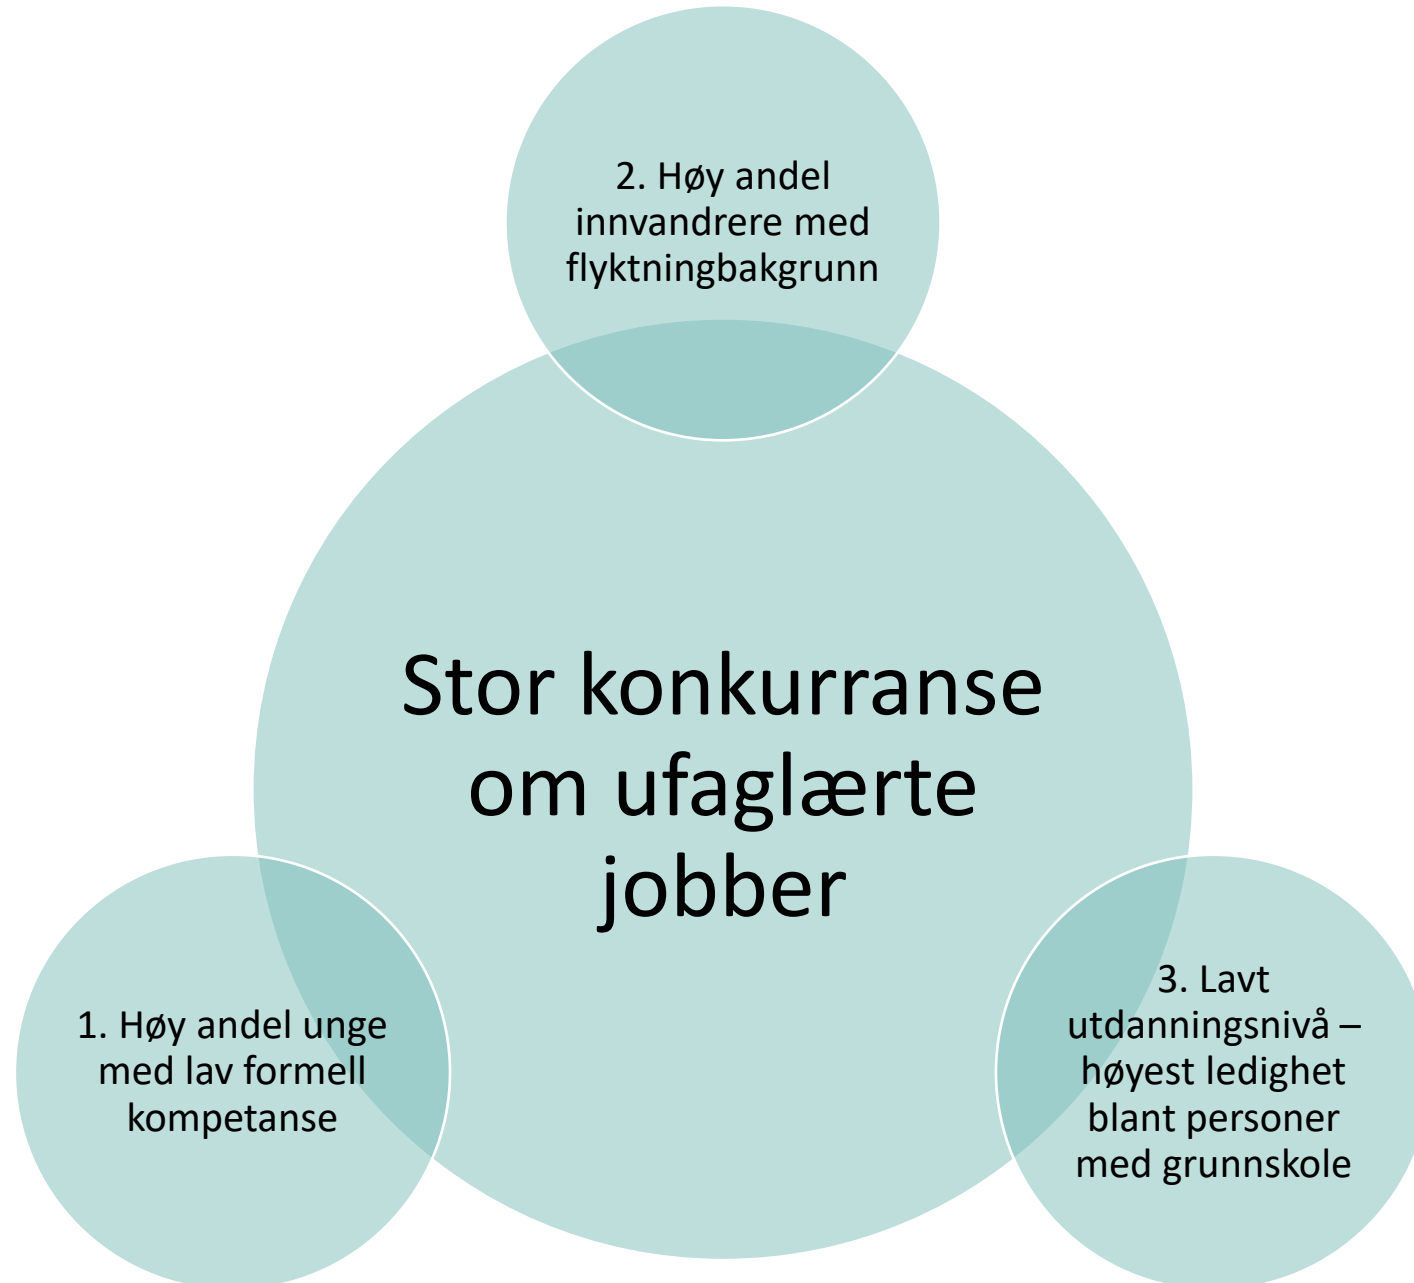 2. Høy andel
innvandrere med
flyktningbakgrunn
Stor konkurranse
om ufaglærte
jobber
1. Høy andel unge
med lav formell
kompetanse
3. Lavt
utdanningsnivå –
høyest ledighet
blant personer
med grunnskole